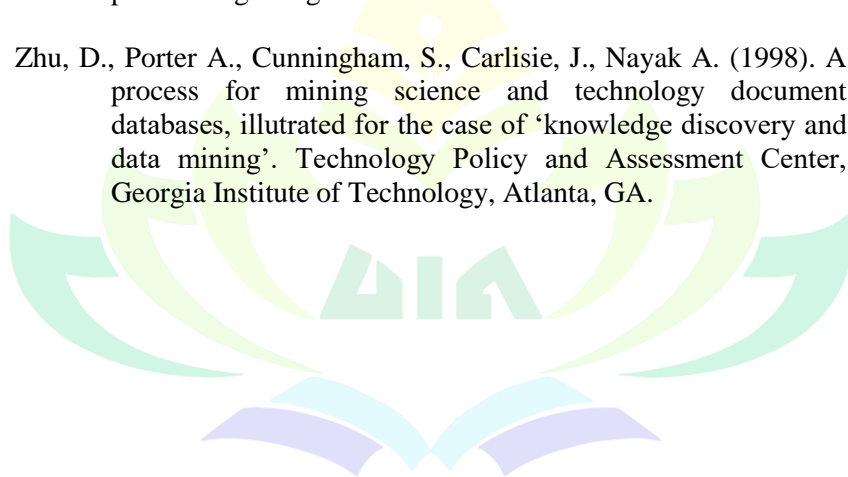 Zhu, D., Porter A., Cunningham, S., Carlisie, J., Nayak A. (1998). A
process for mining science and technology document
databases, illutrated for the case of ‘knowledge discovery and
data mining’. Technology Policy and Assessment Center,
Georgia Institute of Technology, Atlanta, GA.